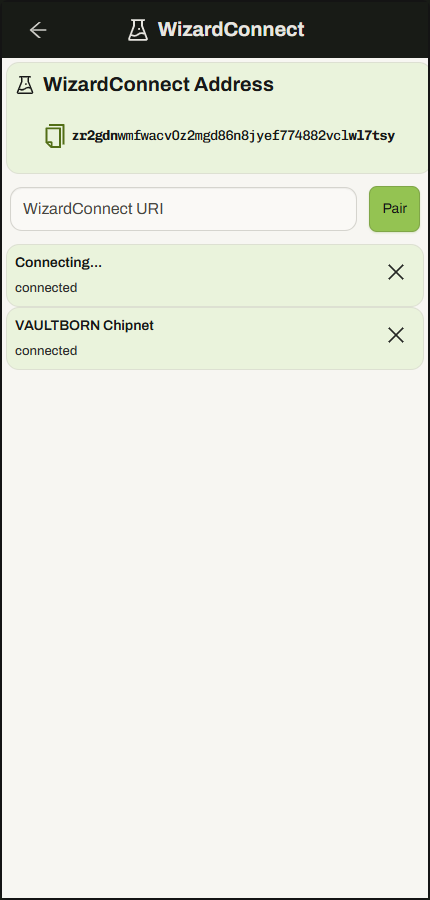 WizardConnect
WizardConnect Address
zr2gdnwmfwacv0z2mgd86n8jyef774882vclwl7tsy
WizardConnect URI
Pair
Connecting...
connected
VAULTBORN Chipnet
connected